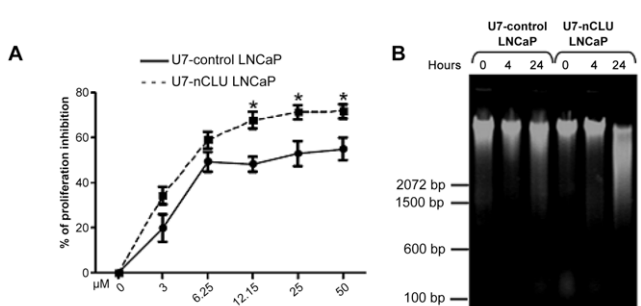 A
U7-control LNCaP
U7-nCLU LNCaP
% of proliferation inhibition
80
60
40
20
0
* * *
µM 0 3 6.25 12.15 25 50
B
U7-control LNCaP
U7-nCLU LNCaP
Hours 0 4 24 0 4 24
2072 bp
1500 bp
600 bp
100 bp